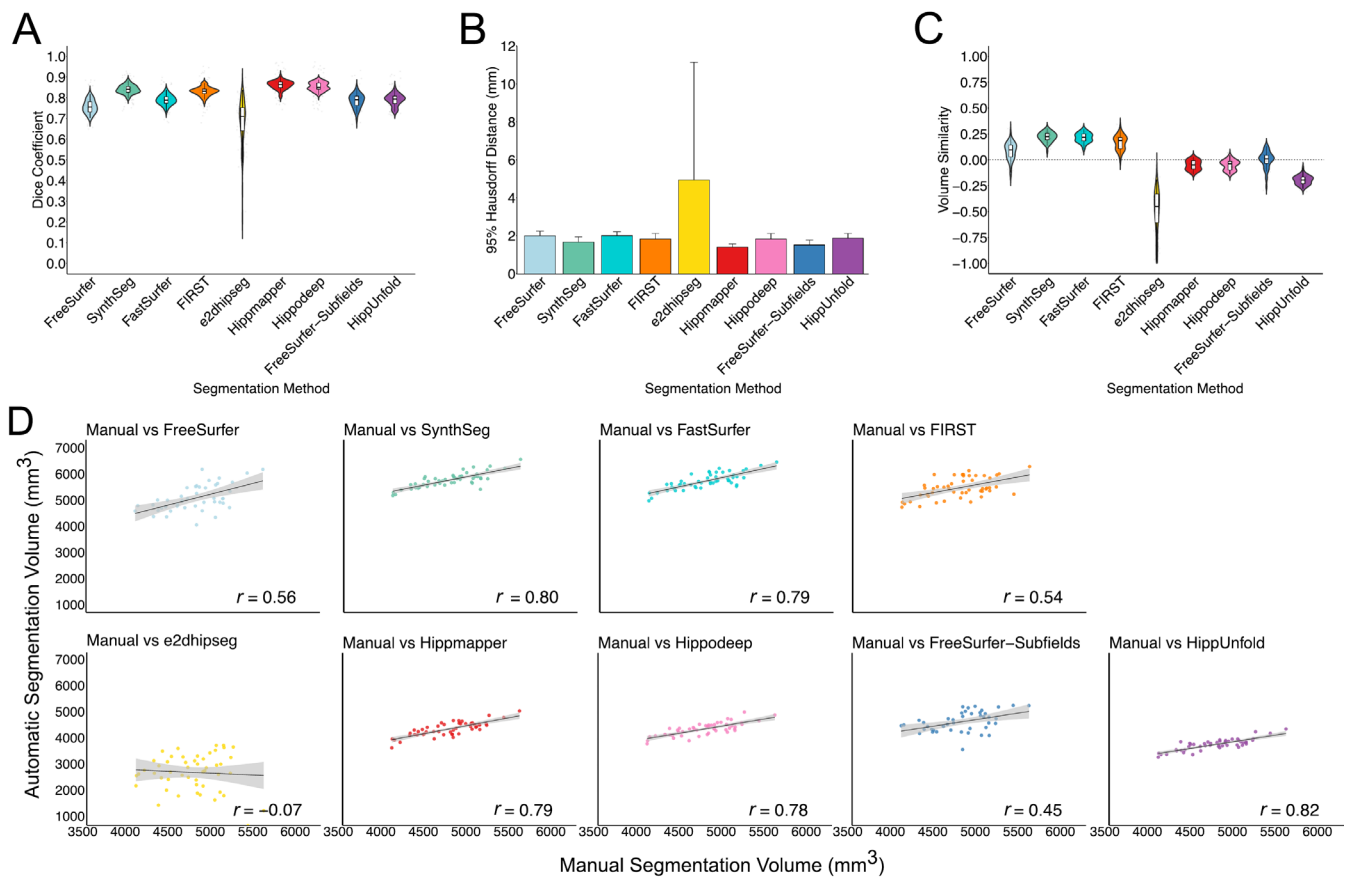 A
Dice Coefficient
1.0
0.9
0.8
0.7
0.6
0.5
0.4
0.3
0.2
0.1
0.0
FreeSurfer
SynthSeg
FastSurfer
FIRST
e2dhipseg
Hippmapper
Hippodeep
FreeSurfer−Subfields
HippUnfold
Segmentation Method
B
95% Hausdorff Distance (mm)
12
10
8
6
4
2
0
FreeSurfer
SynthSeg
FastSurfer
FIRST
e2dhipseg
Hippmapper
Hippodeep
FreeSurfer−Subfields
HippUnfold
Segmentation Method
C
Volume Similarity
1.00
0.75
0.50
0.25
0.00
−0.25
−0.50
−0.75
−1.00
FreeSurfer
SynthSeg
FastSurfer
FIRST
e2dhipseg
Hippmapper
Hippodeep
FreeSurfer−Subfields
HippUnfold
Segmentation Method
D
Automatic Segmentation Volume (mm3)
Manual vs FreeSurfer
7000
6000
5000
4000
3000
2000
1000
r = 0.56
Manual vs SynthSeg
r = 0.80
Manual vs FastSurfer
r = 0.79
Manual vs FIRST
r = 0.54
Manual vs e2dhipseg
7000
6000
5000
4000
3000
2000
1000
r = −0.07
3500 4000 4500 5000 5500 6000
Manual vs Hippmapper
r = 0.79
3500 4000 4500 5000 5500 6000
Manual vs Hippodeep
r = 0.78
3500 4000 4500 5000 5500 6000
Manual vs FreeSurfer−Subfields
r = 0.45
3500 4000 4500 5000 5500 6000
Manual vs HippUnfold
r = 0.82
3500 4000 4500 5000 5500 6000
Manual Segmentation Volume (mm3)